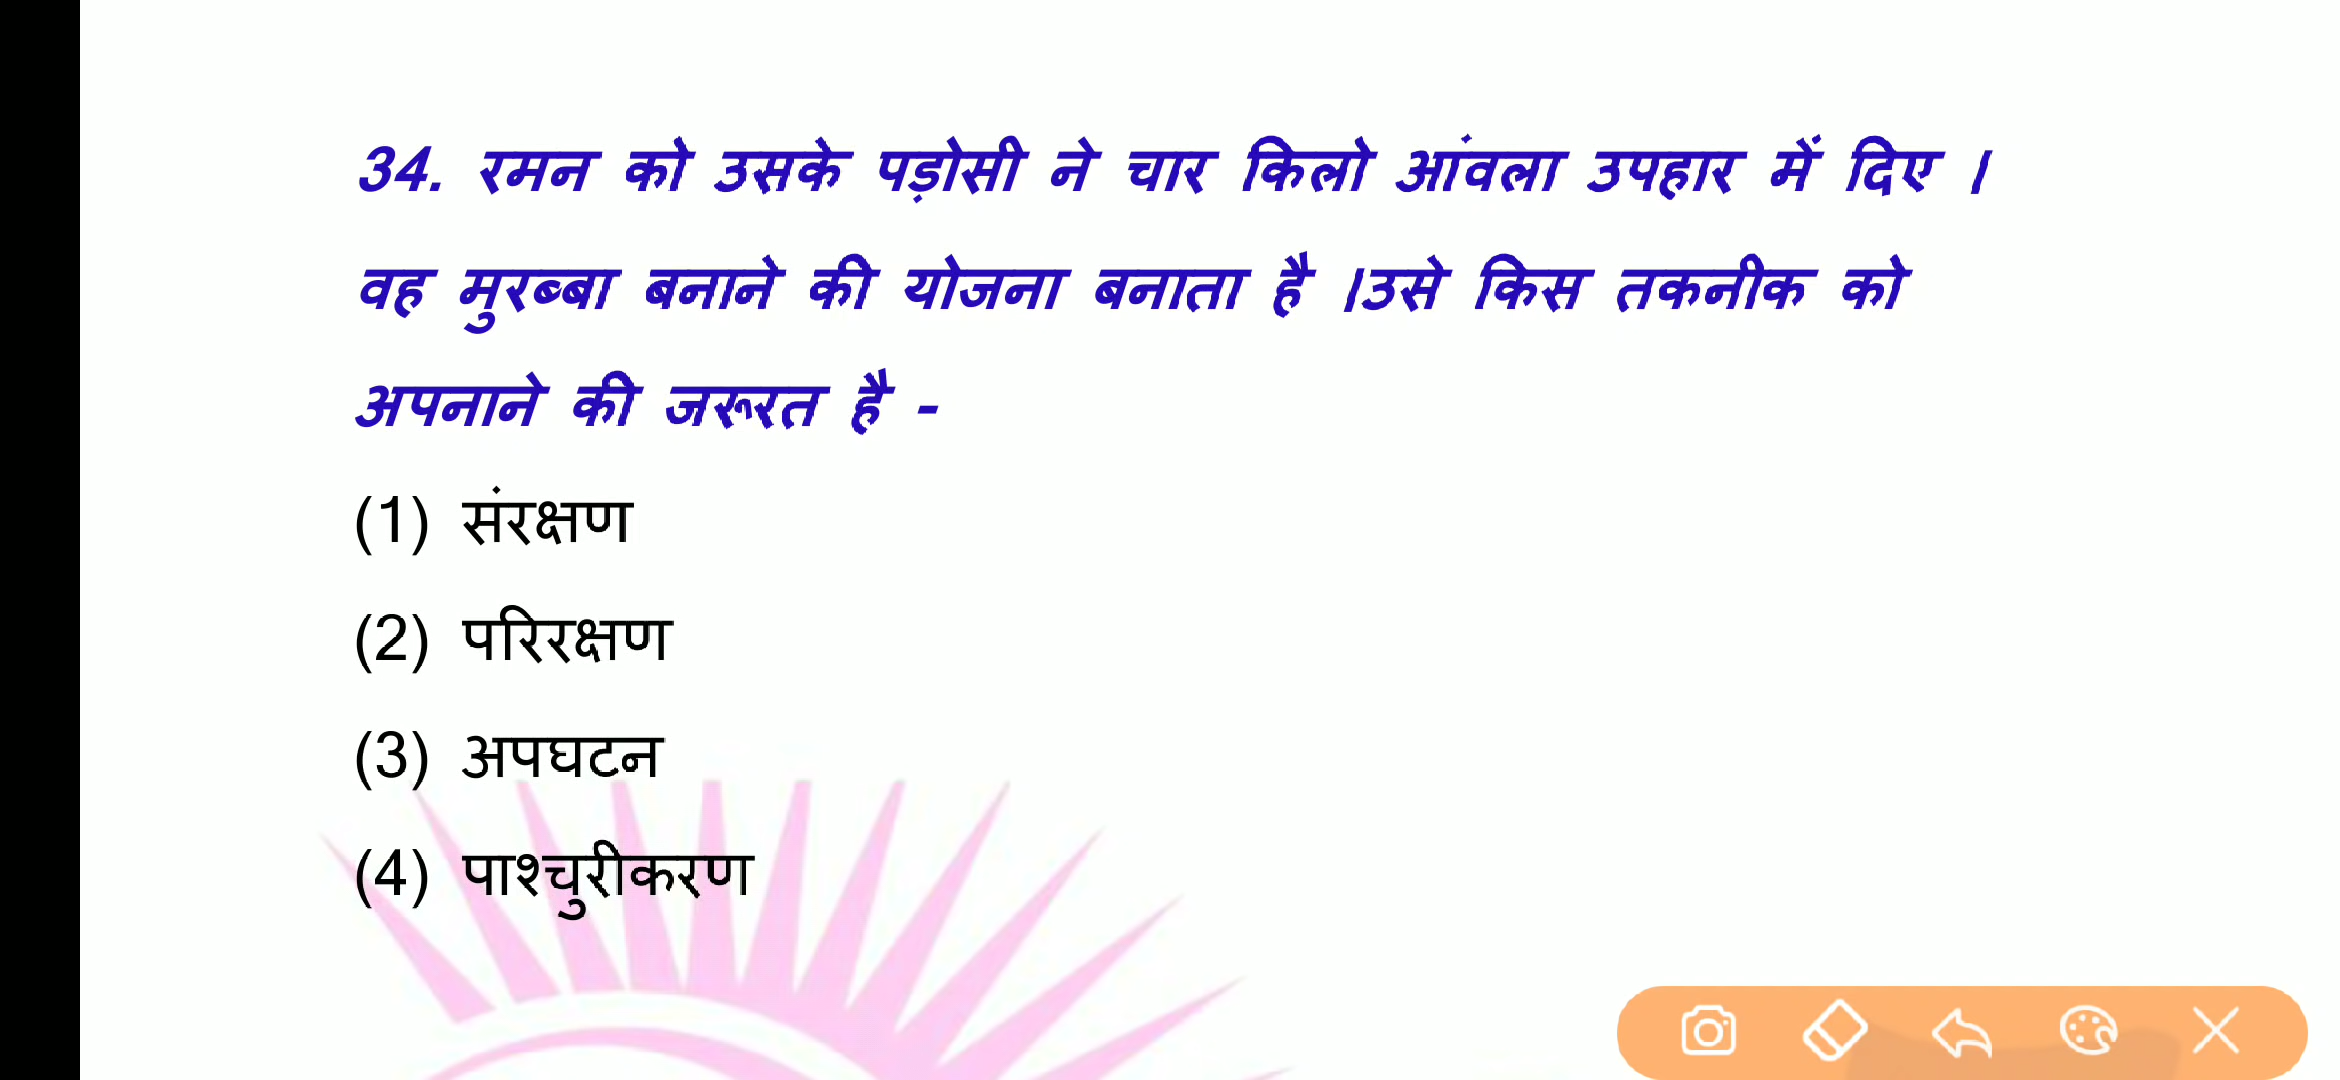 34. रमन को उसके पड़ोसी ने चार किलो आंवला उपहार में दिए ।
वह मुरब्बा बनाने की योजना बनाता है ।उसे किस तकनीक को
अपनाने की जरूरत है -
(1) संरक्षण
(2) परिरक्षण
(3) अपघटन
(4) पाश्चुरीकरण